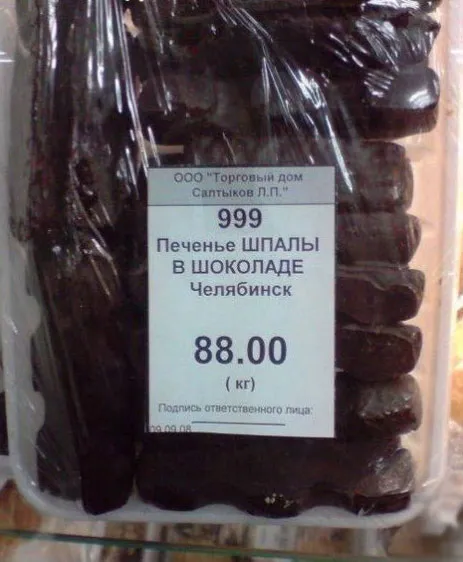 ООО "Торговый дом
Салтыков Л.П."
999
Печенье ШПАЛЫ
В ШОКОЛАДЕ
Челябинск
88.00
( кг)
Подпись ответственного лица:
09.09.08